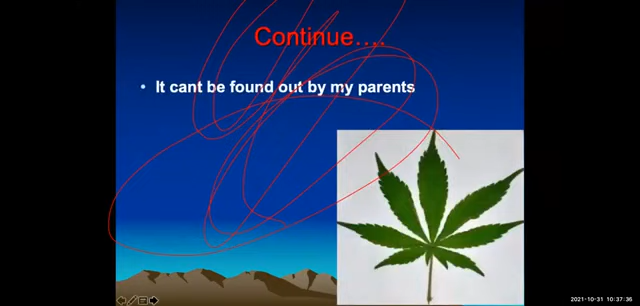 Continue....
• It cant be found out by my parents
2021-10-31 10:37:36